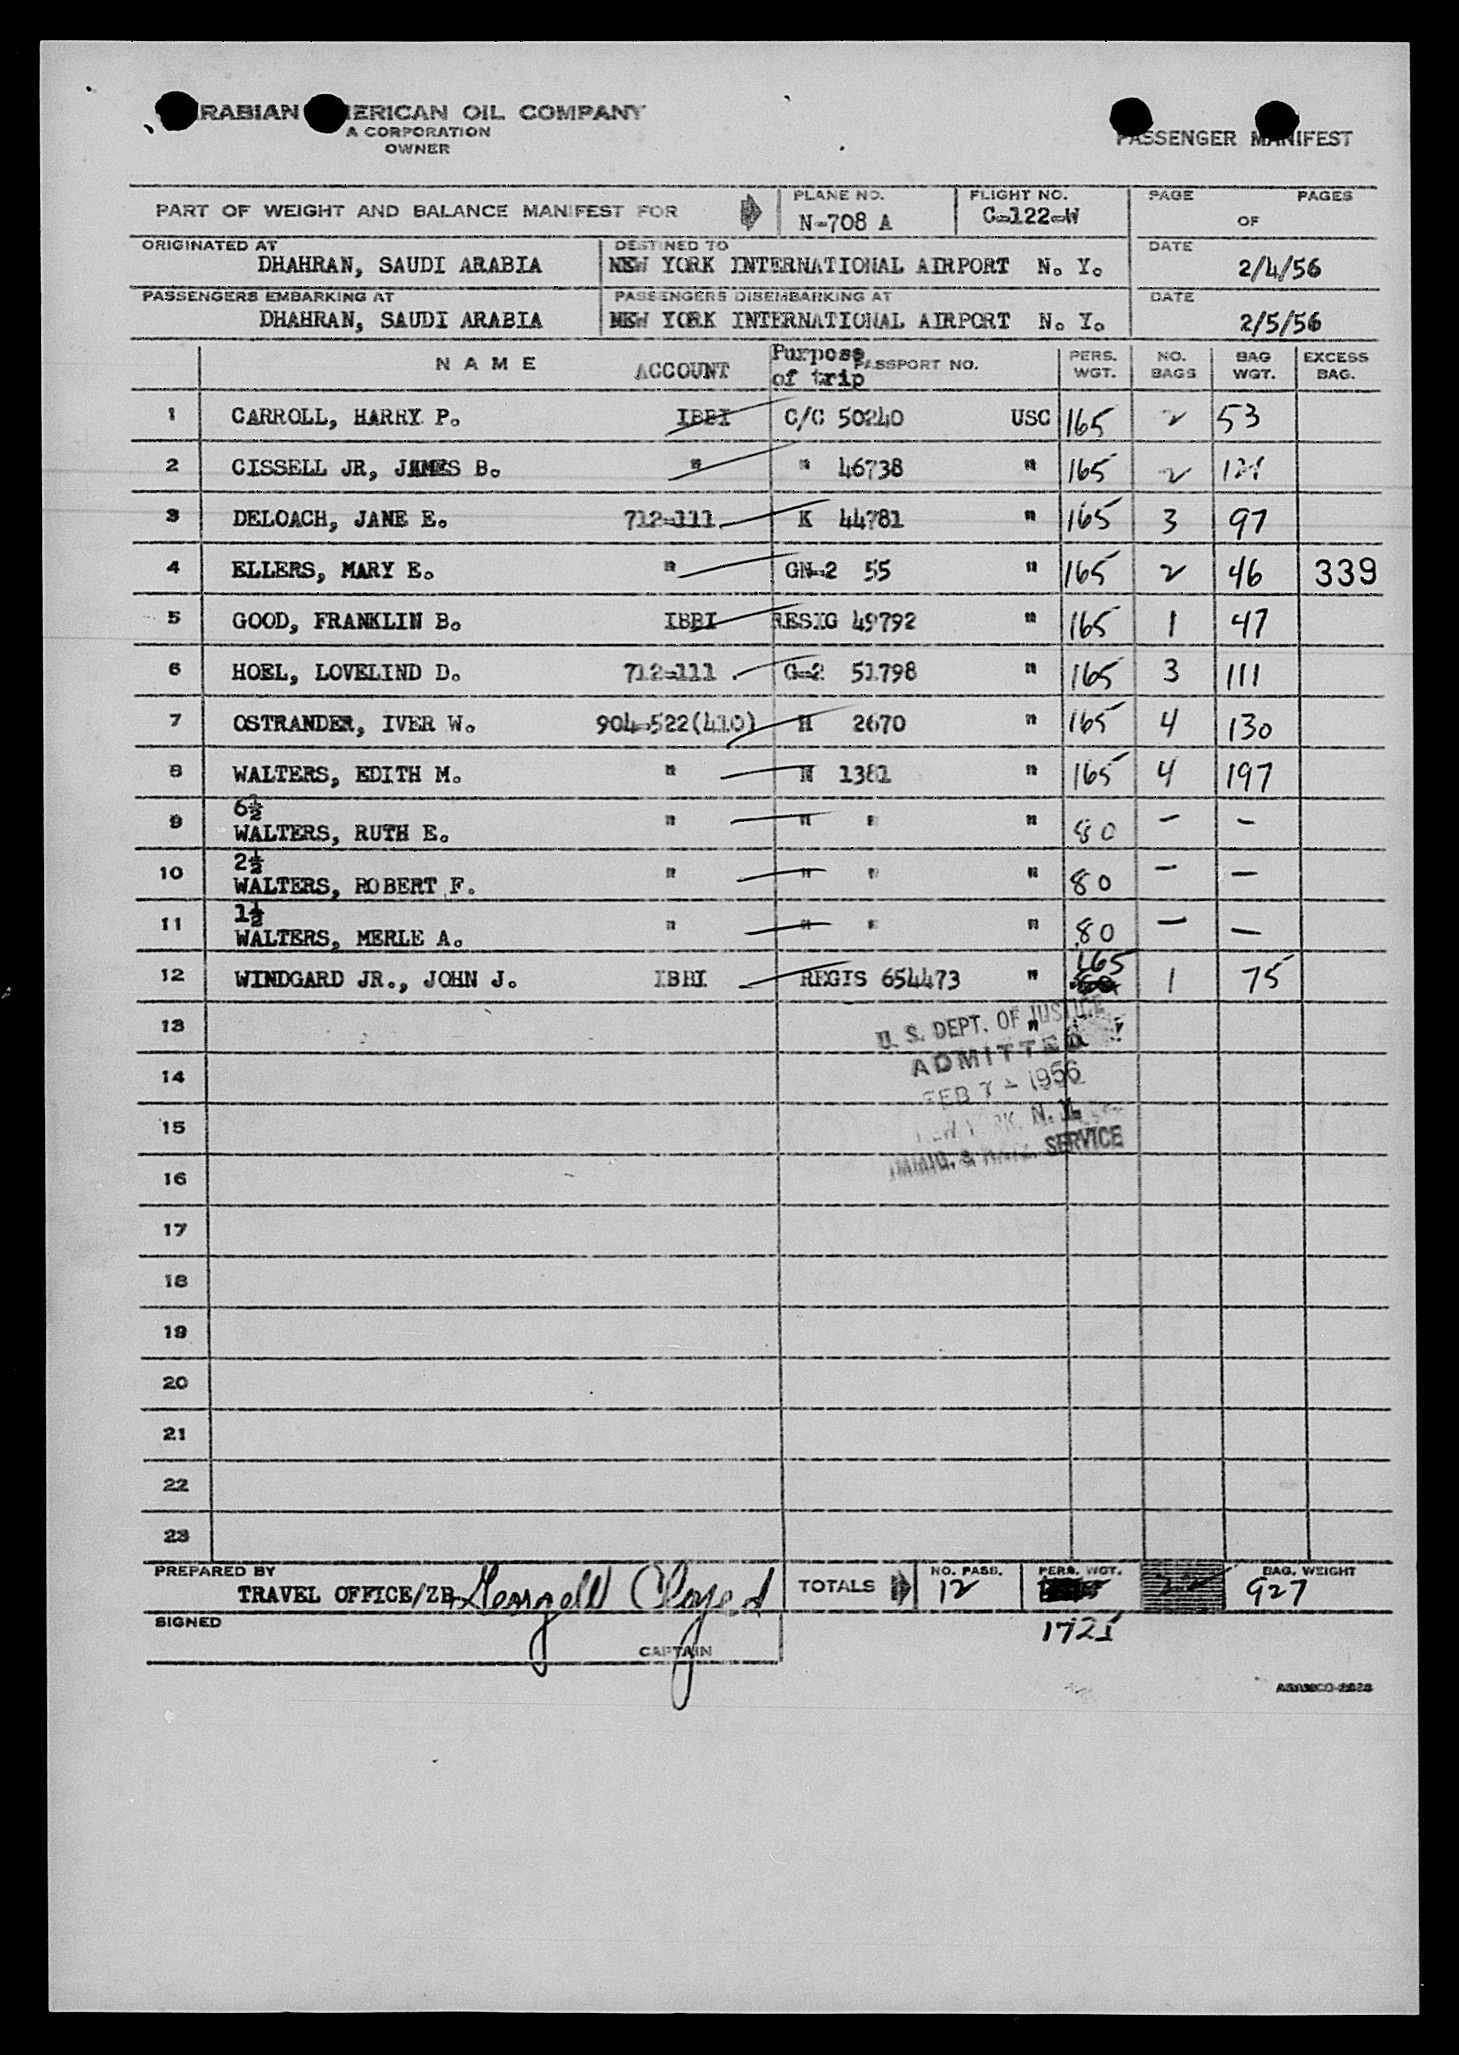 ARABIAN AMERICAN OIL COMPANY
A CORPORATION
OWNER
PASSENGER MANIFEST
PART OF WEIGHT AND BALANCE MANIFEST FOR PLANE NO. N-708 A FLIGHT NO. C-122-W PAGE OF PAGES
ORIGINATED AT DHAHRAN, SAUDI ARABIA DESTINED TO NEW YORK INTERNATIONAL AIRPORT N. Y. DATE 2/4/56
PASSENGERS EMBARKING AT DHAHRAN, SAUDI ARABIA PASSENGERS DISEMBARKING AT NEW YORK INTERNATIONAL AIRPORT N. Y. DATE 2/5/56
NAME ACCOUNT Purpose of trip PASSPORT NO. PERS. WGT. NO. BAGS BAG WGT. EXCESS BAG.
1 CARROLL, HARRY P. IBBI C/C 50240 USC 165 2 53
2 CISSELL JR, JAMES B. " " 46738 " 165 2
3 DELOACH, JANE E. 712-111 K 44781 " 165 3 97
4 ELLERS, MARY E. " GN-2 55 " 165 2 46 339
5 GOOD, FRANKLIN B. IBBI RESIG 49792 " 165 1 47
6 HOEL, LOVELIND D. 712-111 G-2 51798 " 165 3 111
7 OSTRANDER, IVER W. 904-522(410) H 2670 " 165 4 130
8 WALTERS, EDITH M. " N 1381 " 165 4 197
6½
9 WALTERS, RUTH E. " " " " 80 - -
2½
10 WALTERS, ROBERT F. " " " " 80 - -
1½
11 WALTERS, MERLE A. " " " " 80 - -
12 WINDGARD JR., JOHN J. IBBI REGIS 654473 " 165 1 75
13 "
U. S. DEPT. OF JUSTICE
ADMITTED
14
FEB 7 - 1956
15
NEW YORK, N. Y.
IMMIG. & NATZ. SERVICE
16
17
18
19
20
21
22
23
PREPARED BY TRAVEL OFFICE/ZB TOTALS NO. PASS. 12 PERS. WGT. 22 BAG. WEIGHT 927
SIGNED 1725
CAPTAIN